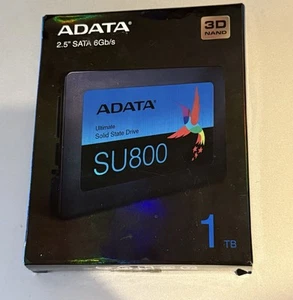 ADATA
3D
NAND
2.5" SATA 6Gb/s
ADATA
Ultimate
Solid State Drive
SU800
1 TB